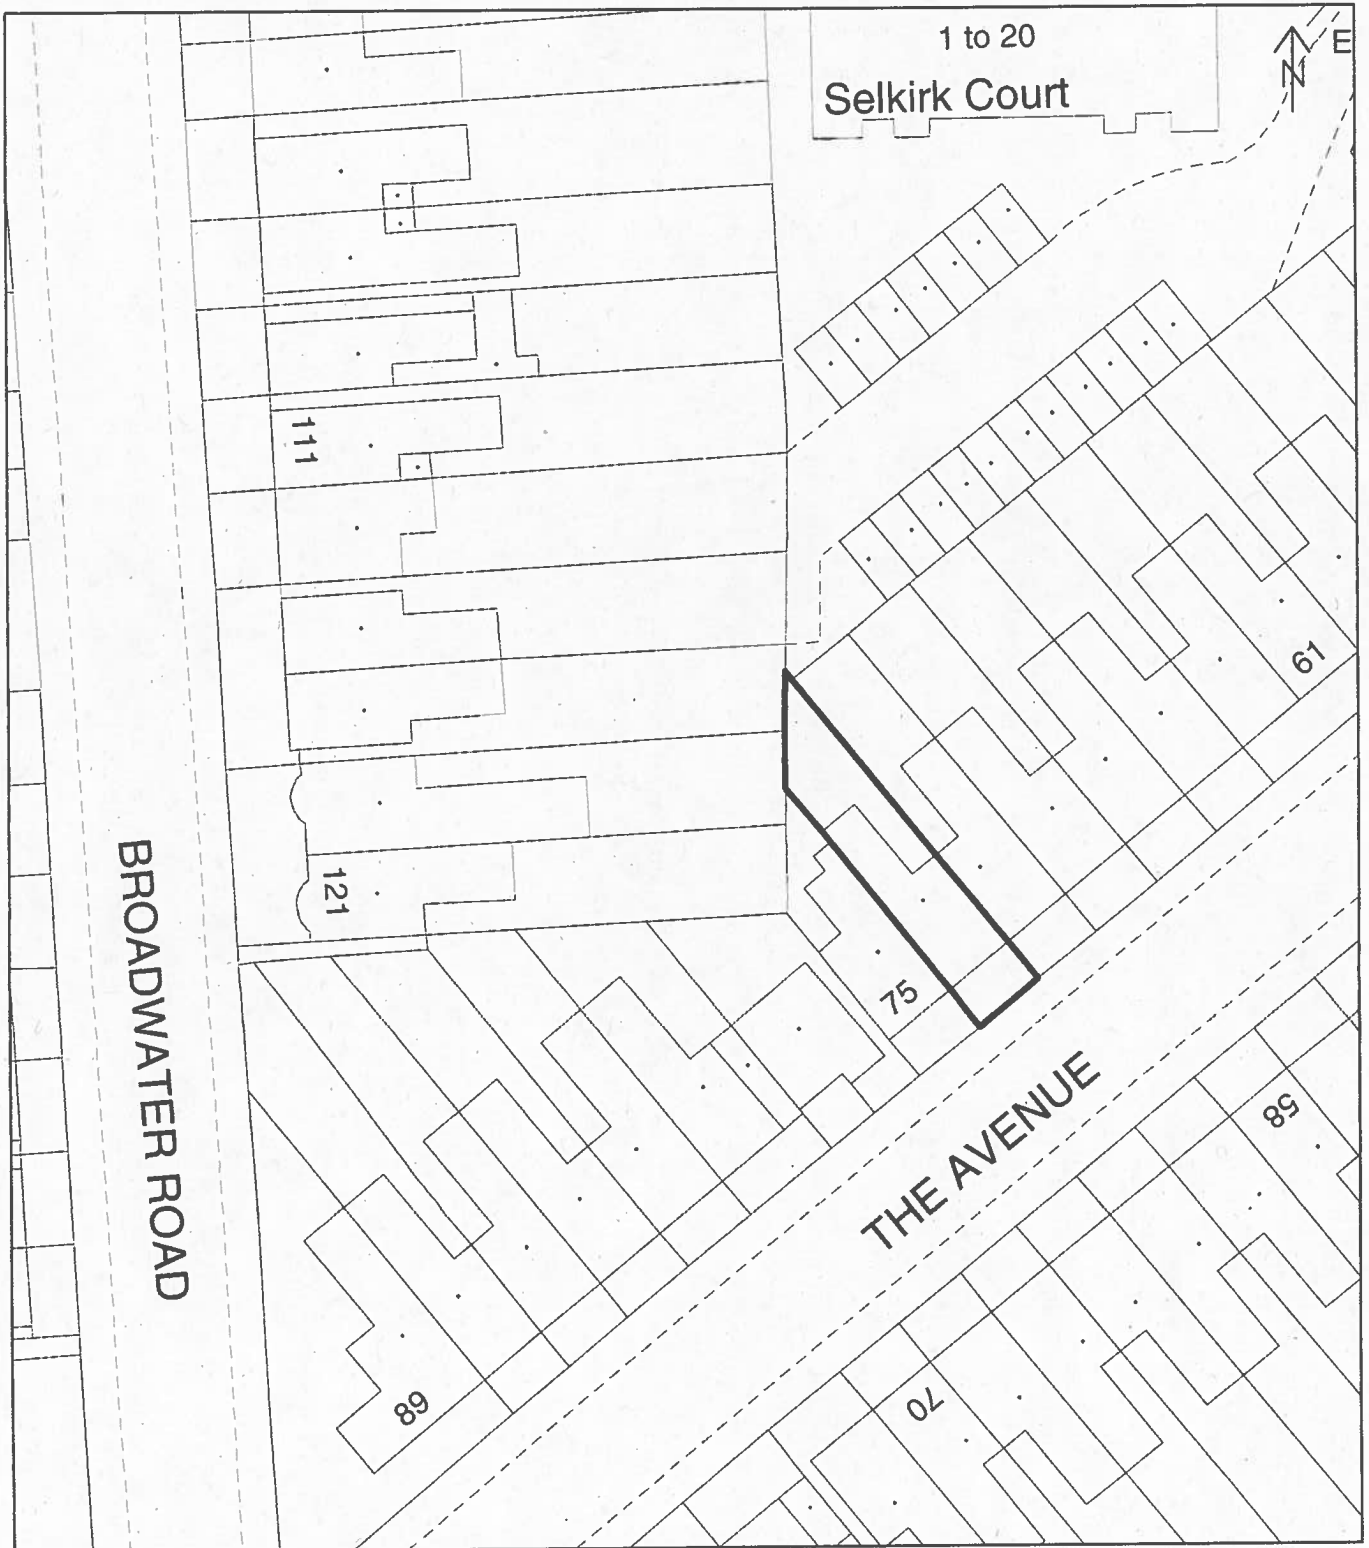 1 to 20
Selkirk Court
N
E
111
61
121
75
BROADWATER ROAD
THE AVENUE
58
70
89